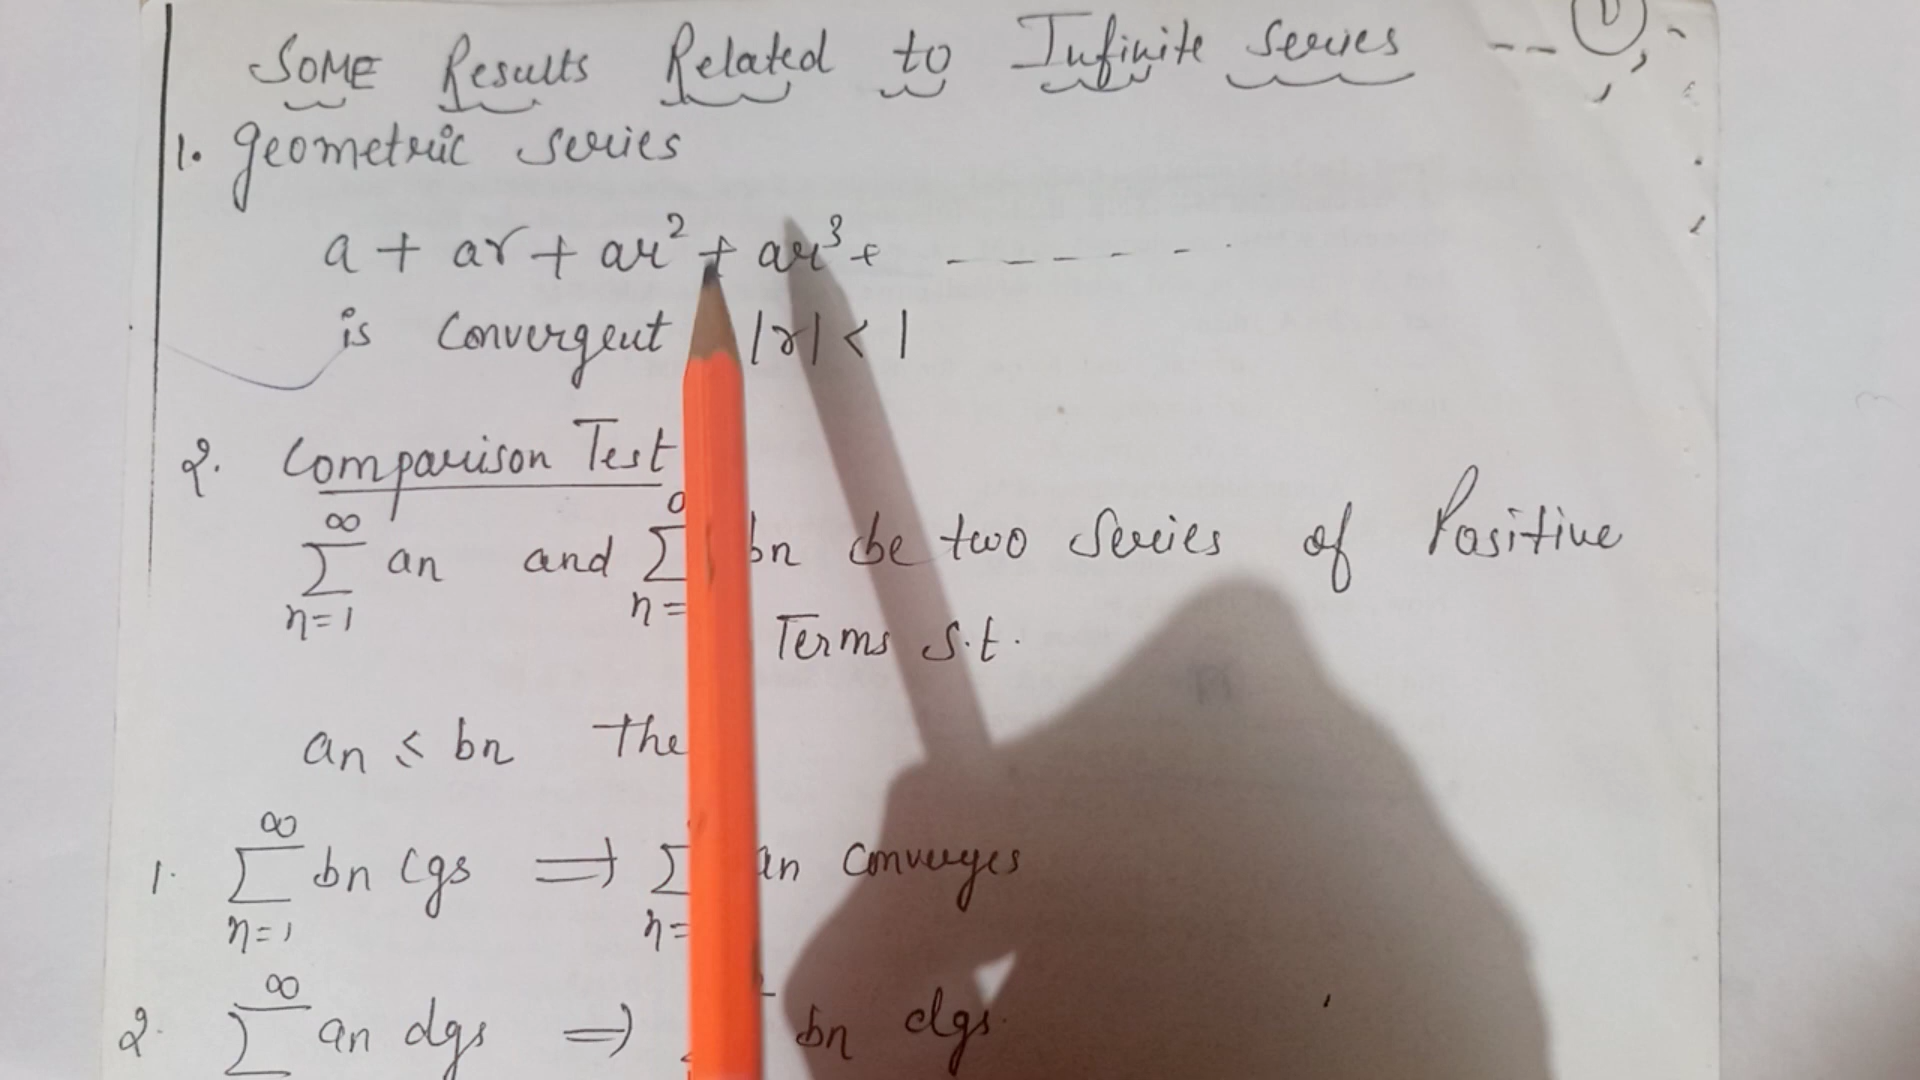 SOME Results Related to Infinite Series -- 1
1. Geometric series
a + ar + ar² + ar³ + - - - - - -
is Convergent |r| < 1
2. Comparison Test
∞ ∑ n=1 an and ∑ n= bn be two Series of Positive
Terms s.t.
an ≤ bn the
1. ∞ ∑ n=1 bn cgs ⇒ ∑ n= an Converges
2. ∞ ∑ an dgs ⇒ bn dgs.